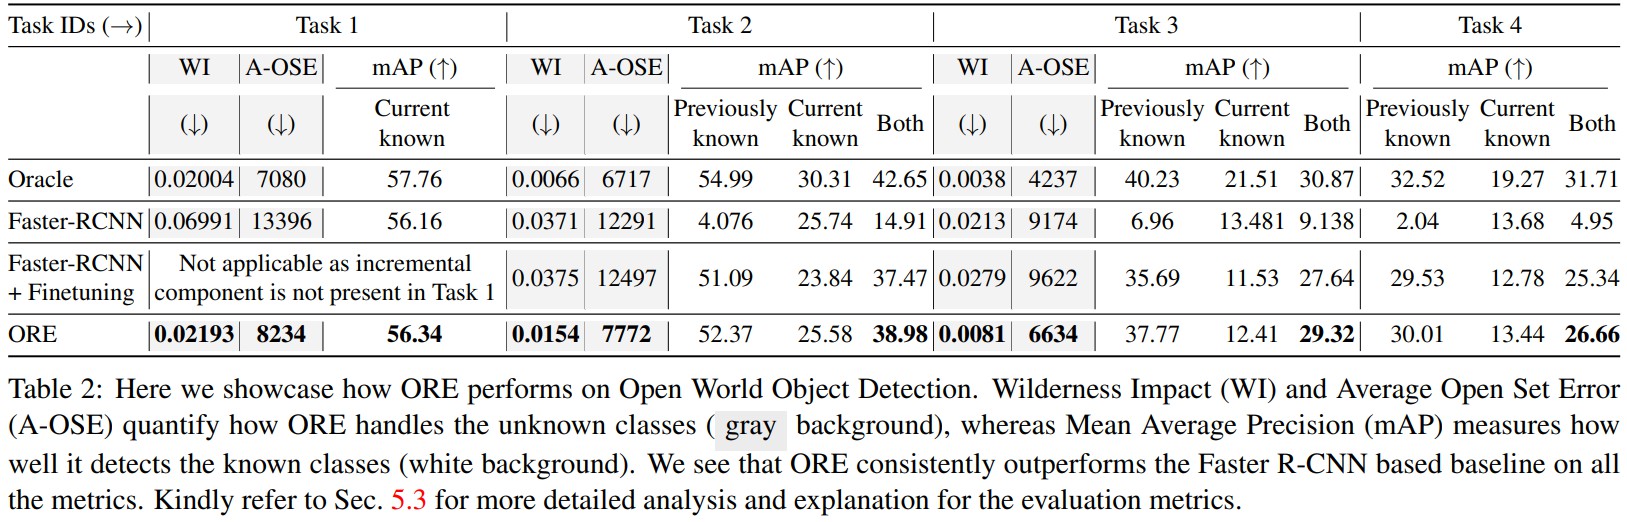 Task IDs (→) Task 1 Task 2 Task 3 Task 4
WI A-OSE mAP (↑) WI A-OSE mAP (↑) WI A-OSE mAP (↑) mAP (↑)
(↓) (↓) Current known (↓) (↓) Previously known Current known Both (↓) (↓) Previously known Current known Both Previously known Current known Both
Oracle 0.02004 7080 57.76 0.0066 6717 54.99 30.31 42.65 0.0038 4237 40.23 21.51 30.87 32.52 19.27 31.71
Faster-RCNN 0.06991 13396 56.16 0.0371 12291 4.076 25.74 14.91 0.0213 9174 6.96 13.481 9.138 2.04 13.68 4.95
Faster-RCNN + Finetuning Not applicable as incremental component is not present in Task 1 0.0375 12497 51.09 23.84 37.47 0.0279 9622 35.69 11.53 27.64 29.53 12.78 25.34
ORE 0.02193 8234 56.34 0.0154 7772 52.37 25.58 38.98 0.0081 6634 37.77 12.41 29.32 30.01 13.44 26.66
Table 2: Here we showcase how ORE performs on Open World Object Detection. Wilderness Impact (WI) and Average Open Set Error
(A-OSE) quantify how ORE handles the unknown classes ( gray background), whereas Mean Average Precision (mAP) measures how
well it detects the known classes (white background). We see that ORE consistently outperforms the Faster R-CNN based baseline on all
the metrics. Kindly refer to Sec. 5.3 for more detailed analysis and explanation for the evaluation metrics.